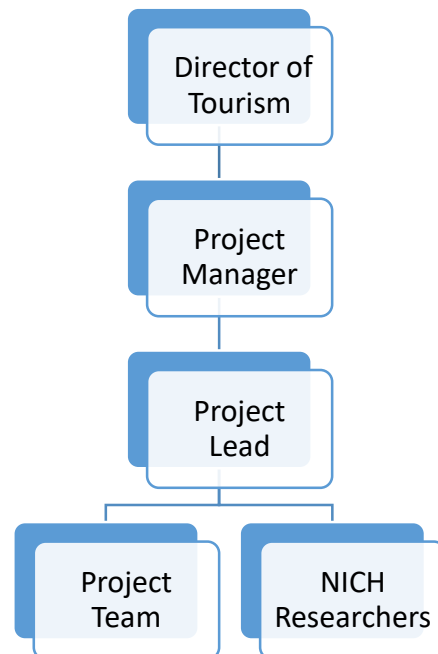 Director of
Tourism
Project
Manager
Project
Lead
Project
Team
NICH
Researchers